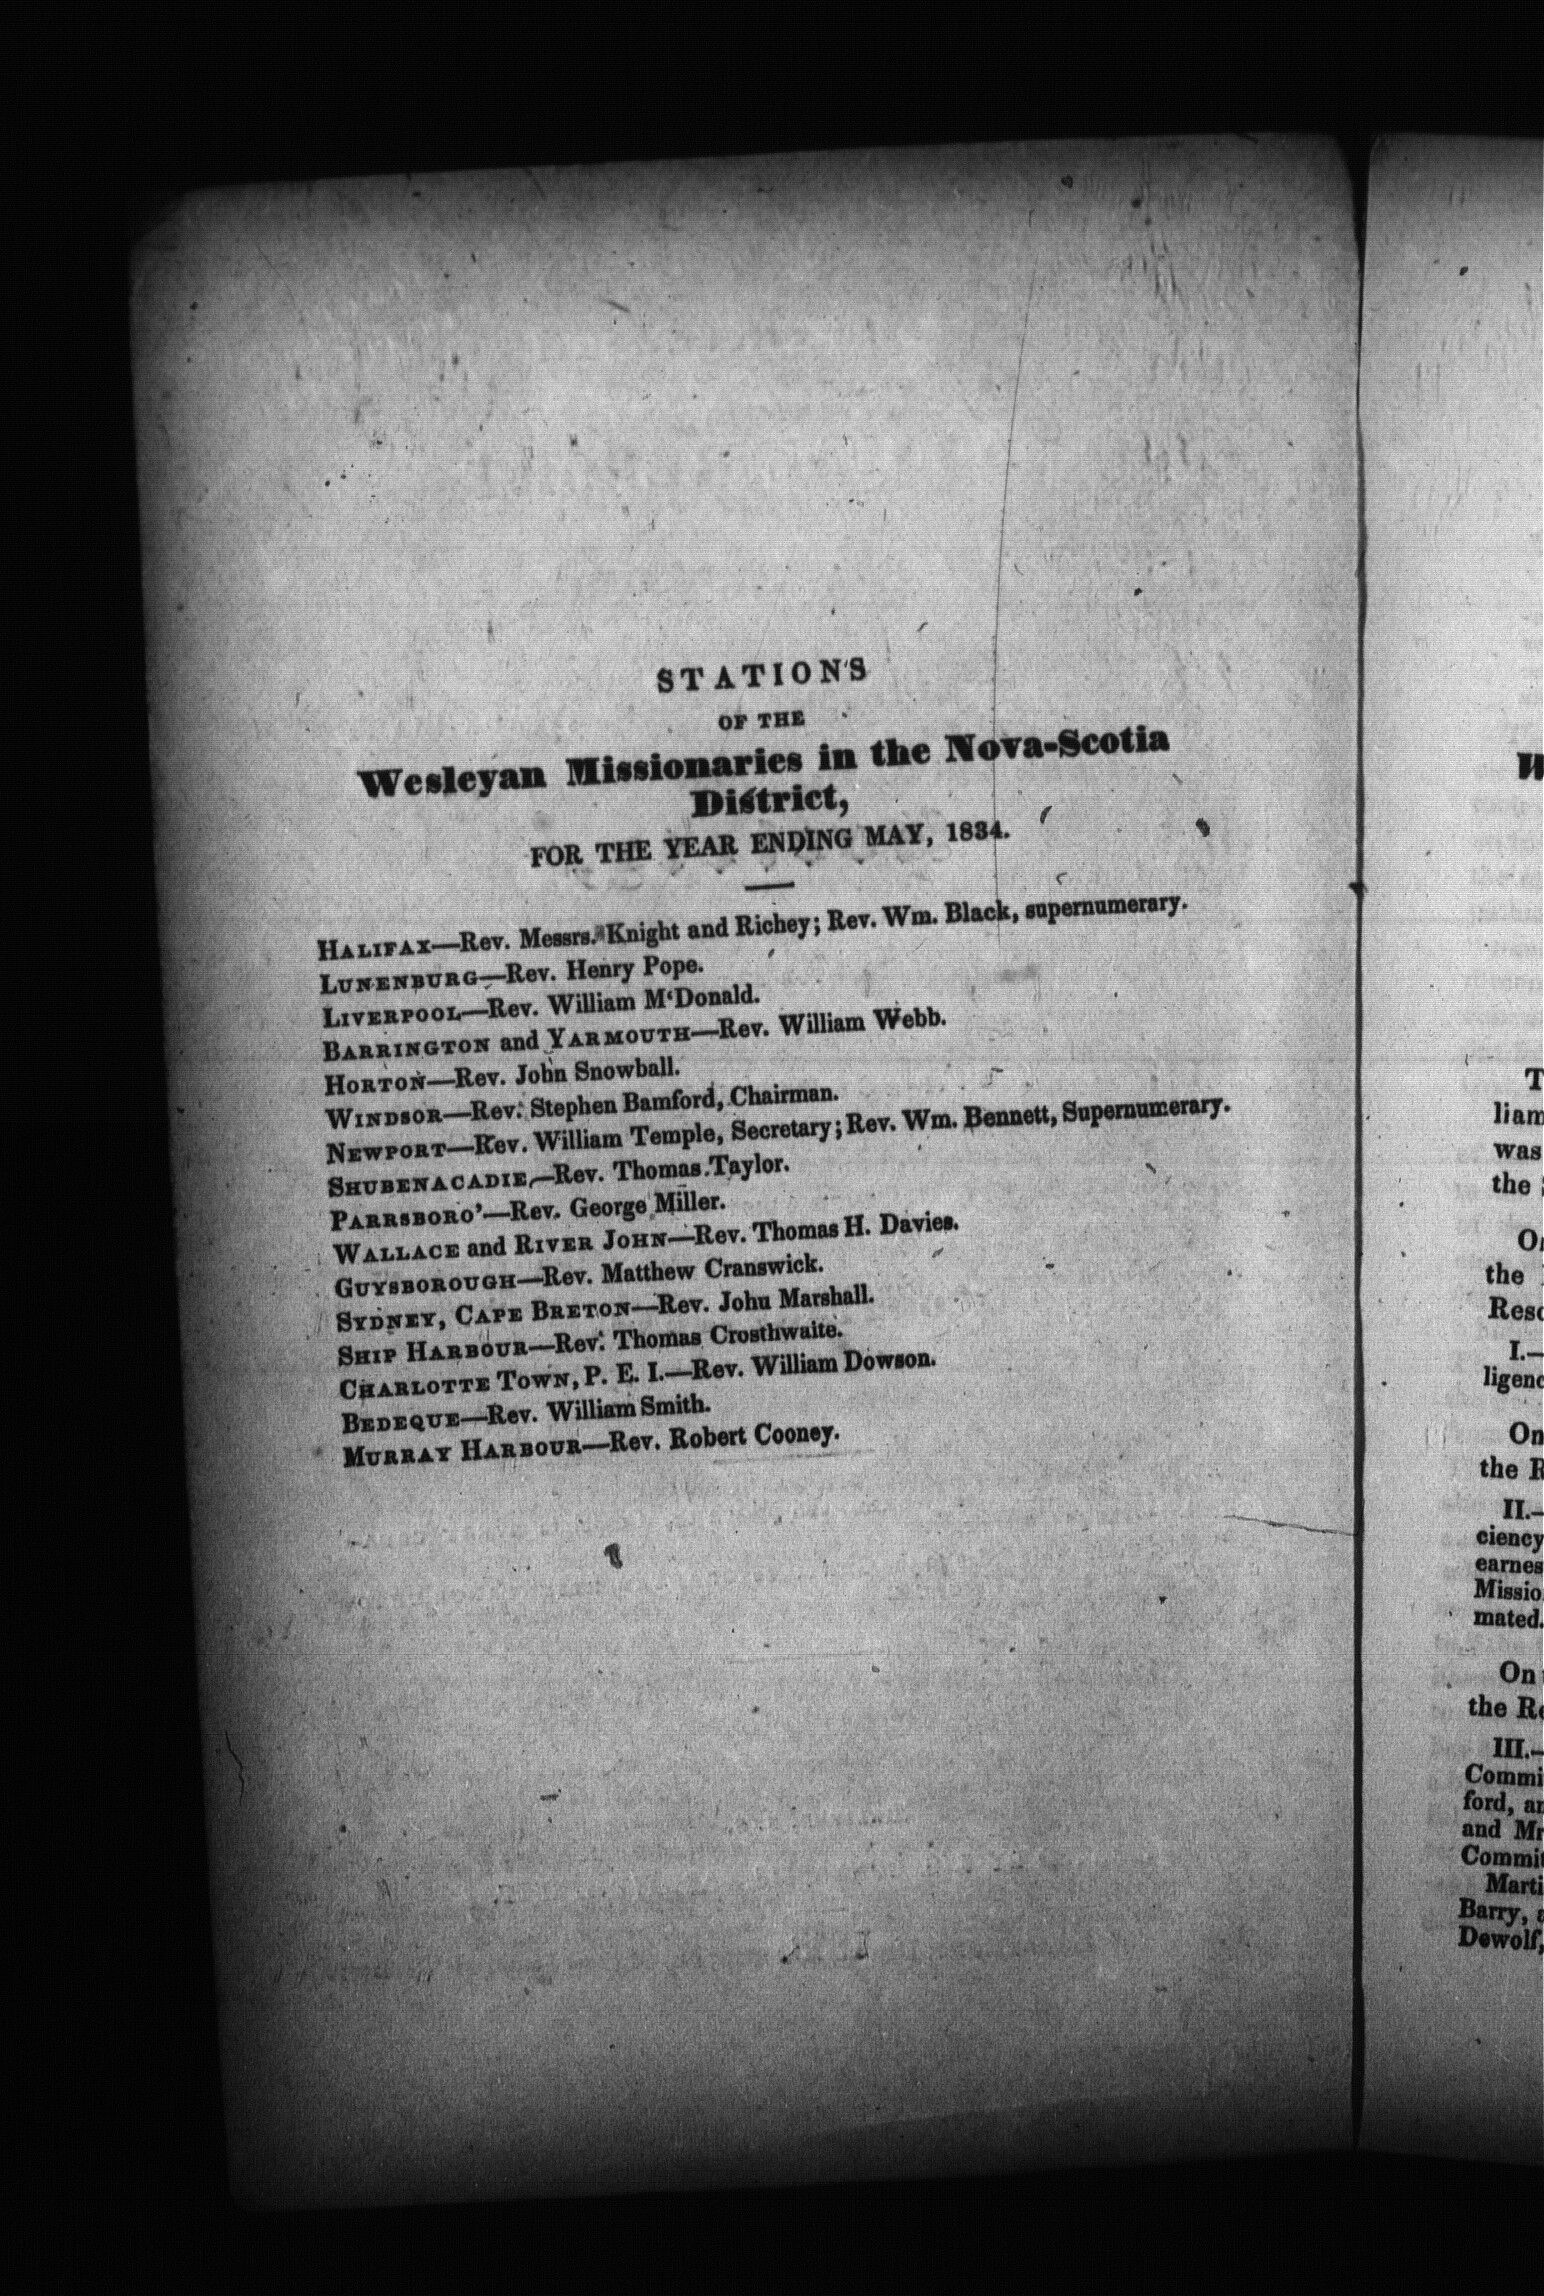 STATIONS
OF THE
Wesleyan Missionaries in the Nova-Scotia
District,
FOR THE YEAR ENDING MAY, 1834.
HALIFAX—Rev. Messrs. Knight and Richey; Rev. Wm. Black, supernumerary.
LUNENBURG—Rev. Henry Pope.
LIVERPOOL—Rev. William M‘Donald.
BARRINGTON and YARMOUTH—Rev. William Webb.
HORTON—Rev. John Snowball.
WINDSOR—Rev. Stephen Bamford, Chairman.
NEWPORT—Rev. William Temple, Secretary; Rev. Wm. Bennett, Supernumerary.
SHUBENACADIE,—Rev. Thomas Taylor.
PARRSBORO’—Rev. George Miller.
WALLACE and RIVER JOHN—Rev. Thomas H. Davies.
GUYSBOROUGH—Rev. Matthew Cranswick.
SYDNEY, CAPE BRETON—Rev. John Marshall.
SHIP HARBOUR—Rev. Thomas Crosthwaite.
CHARLOTTE TOWN, P. E. I.—Rev. William Dowson.
BEDEQUE—Rev. William Smith.
MURRAY HARBOUR—Rev. Robert Cooney.
W
T
liam
was
the
the
I.—
On
the R
II.—
ciency
earnes
Missio
mated.
On
the Re
III.—
Commi
ford, an
and Mr
Commit
Marti
Barry, a
Dewolf,